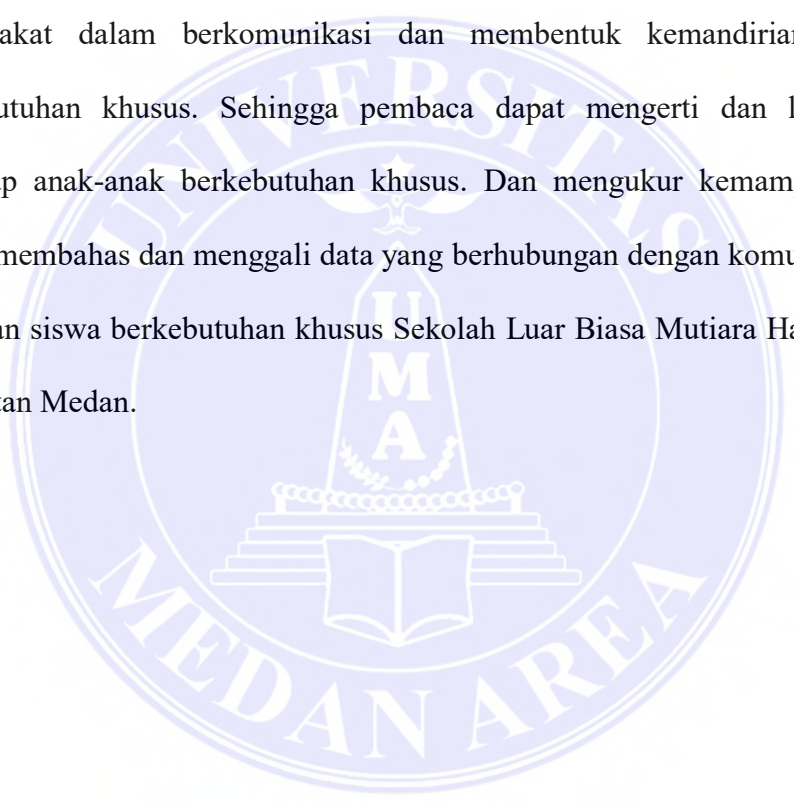 akat dalam berkomunikasi dan membentuk kemandirian
utuhan khusus. Sehingga pembaca dapat mengerti dan l
p anak-anak berkebutuhan khusus. Dan mengukur kemam
membahas dan menggali data yang berhubungan dengan komu
an siswa berkebutuhan khusus Sekolah Luar Biasa Mutiara Ha
tan Medan.
UNIVERSITAS
U
M
A
MEDAN AREA